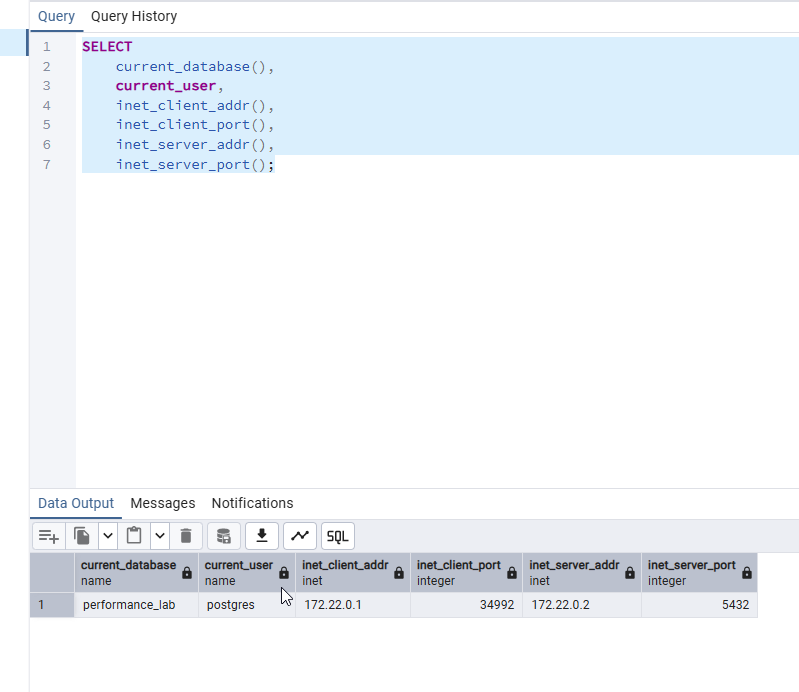 Query Query History
1 SELECT
2 current_database(),
3 current_user,
4 inet_client_addr(),
5 inet_client_port(),
6 inet_server_addr(),
7 inet_server_port();
Data Output Messages Notifications
SQL
current_database current_user inet_client_addr inet_client_port inet_server_addr inet_server_port
name name inet integer inet integer
1 performance_lab postgres 172.22.0.1 34992 172.22.0.2 5432